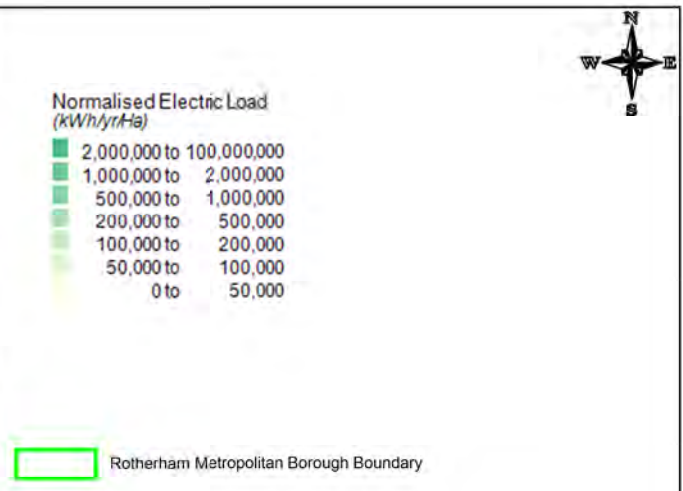 N
W E
S
Normalised Electric Load
(kWh/yr/Ha)
2,000,000 to 100,000,000
1,000,000 to 2,000,000
500,000 to 1,000,000
200,000 to 500,000
100,000 to 200,000
50,000 to 100,000
0 to 50,000
Rotherham Metropolitan Borough Boundary